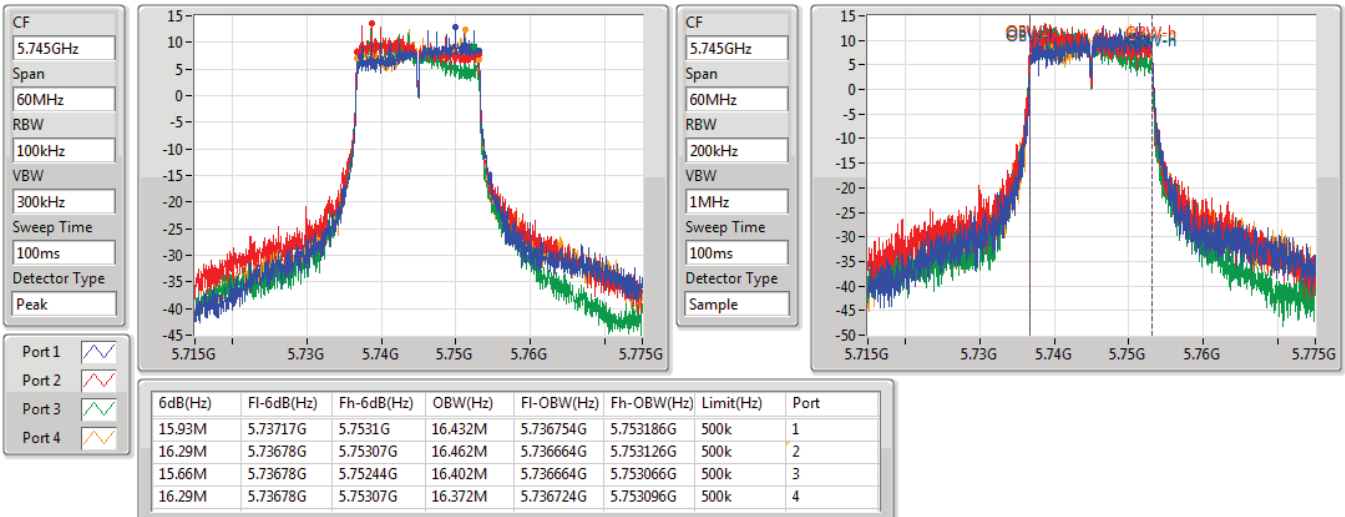 CF
5.745GHz
Span
60MHz
RBW
100kHz
VBW
300kHz
Sweep Time
100ms
Detector Type
Peak
15
10
5
0
-5
-10
-15
-20
-25
-30
-35
-40
-45
5.715G 5.73G 5.74G 5.75G 5.76G 5.775G
CF
5.745GHz
Span
60MHz
RBW
200kHz
VBW
1MHz
Sweep Time
100ms
Detector Type
Sample
15
10
5
0
-5
-10
-15
-20
-25
-30
-35
-40
-45
-50
5.715G 5.73G 5.74G 5.75G 5.76G 5.775G
Port 1
Port 2
Port 3
Port 4
6dB(Hz) Fl-6dB(Hz) Fh-6dB(Hz) OBW(Hz) Fl-OBW(Hz) Fh-OBW(Hz) Limit(Hz) Port
15.93M 5.73717G 5.7531G 16.432M 5.736754G 5.753186G 500k 1
16.29M 5.73678G 5.75307G 16.462M 5.736664G 5.753126G 500k 2
15.66M 5.73678G 5.75244G 16.402M 5.736664G 5.753066G 500k 3
16.29M 5.73678G 5.75307G 16.372M 5.736724G 5.753096G 500k 4